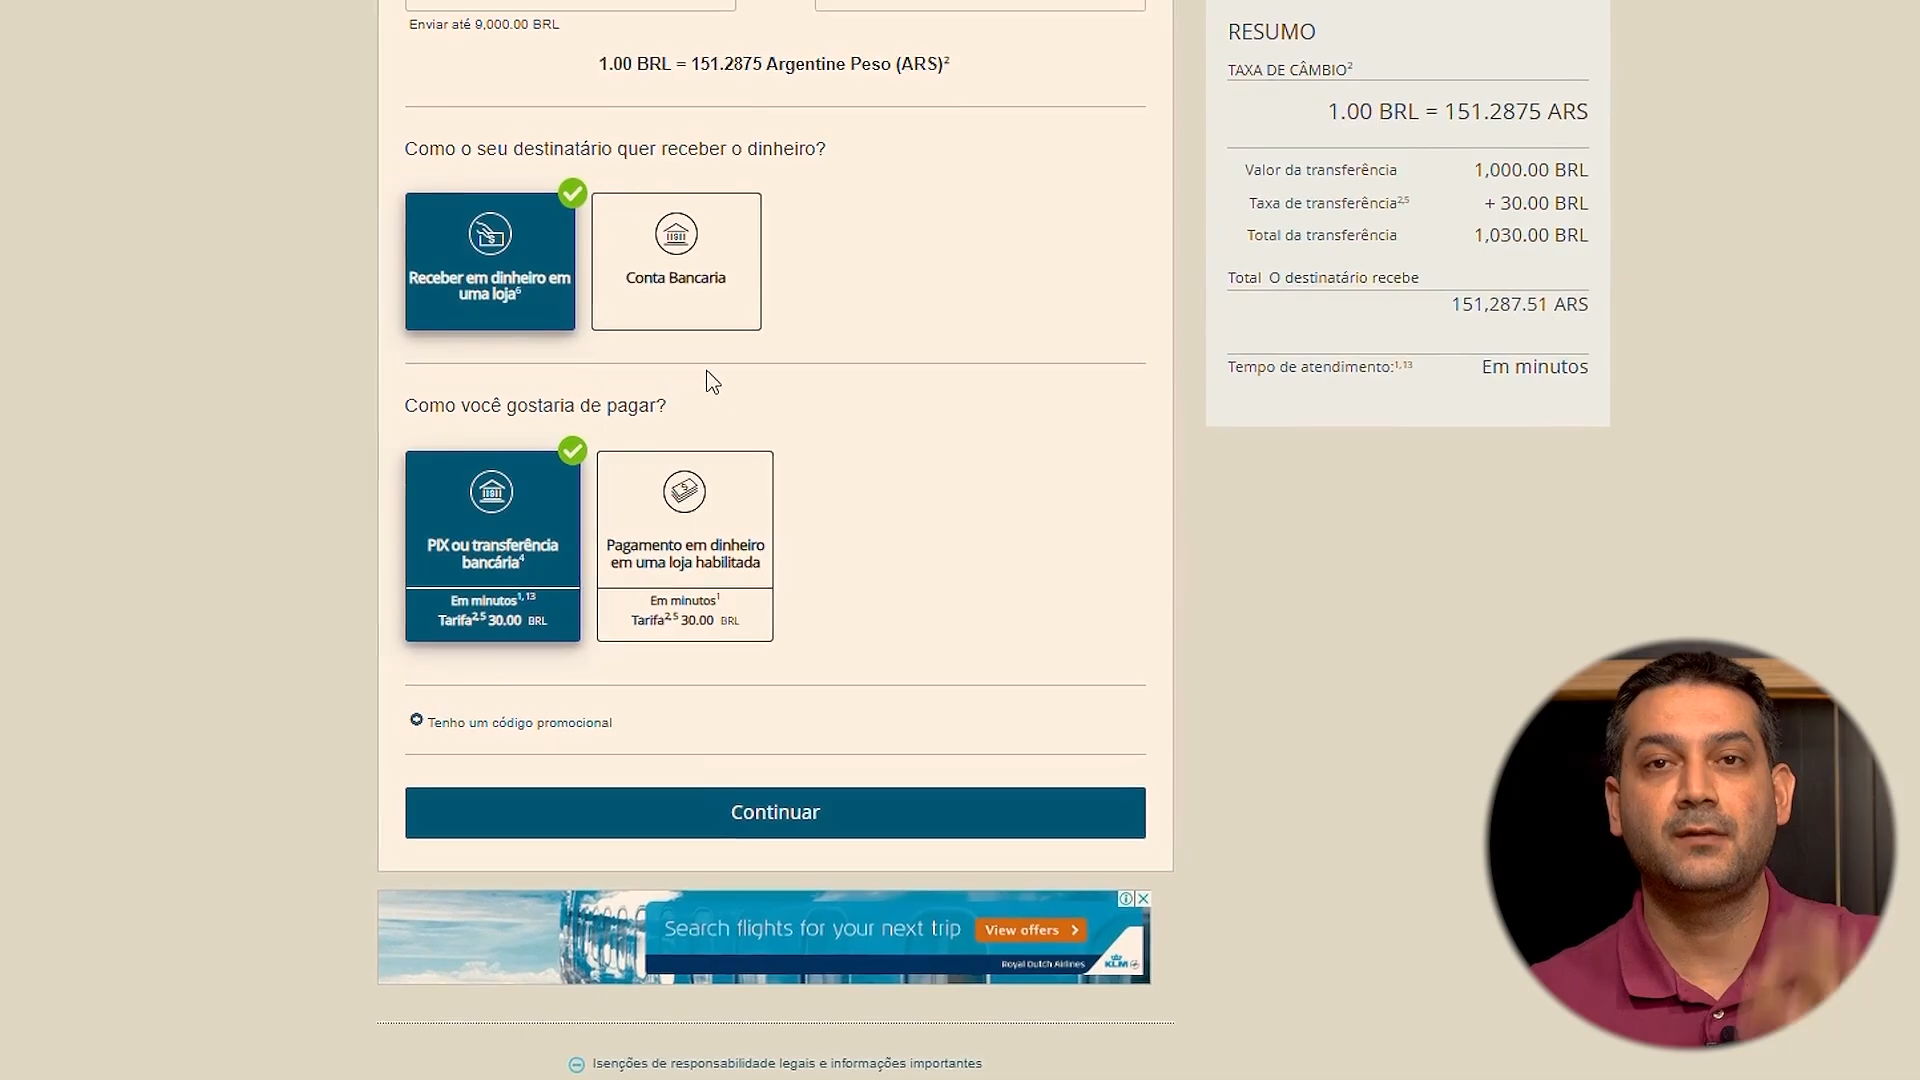 Enviar até 9,000.00 BRL
1.00 BRL = 151.2875 Argentine Peso (ARS)²
Como o seu destinatário quer receber o dinheiro?
Receber em dinheiro em
uma loja⁶
Conta Bancaria
Como você gostaria de pagar?
PIX ou transferência
bancária⁴
Em minutos¹,¹³
Tarifa²,⁵ 30.00 BRL
Pagamento em dinheiro
em uma loja habilitada
Em minutos¹
Tarifa²,⁵ 30.00 BRL
Tenho um código promocional
Continuar
Search flights for your next trip
View offers
Royal Dutch Airlines
KLM
Isenções de responsabilidade legais e informações importantes
RESUMO
TAXA DE CÂMBIO²
1.00 BRL = 151.2875 ARS
Valor da transferência 1,000.00 BRL
Taxa de transferência²,⁵ + 30.00 BRL
Total da transferência 1,030.00 BRL
Total O destinatário recebe
151,287.51 ARS
Tempo de atendimento:¹,¹³ Em minutos